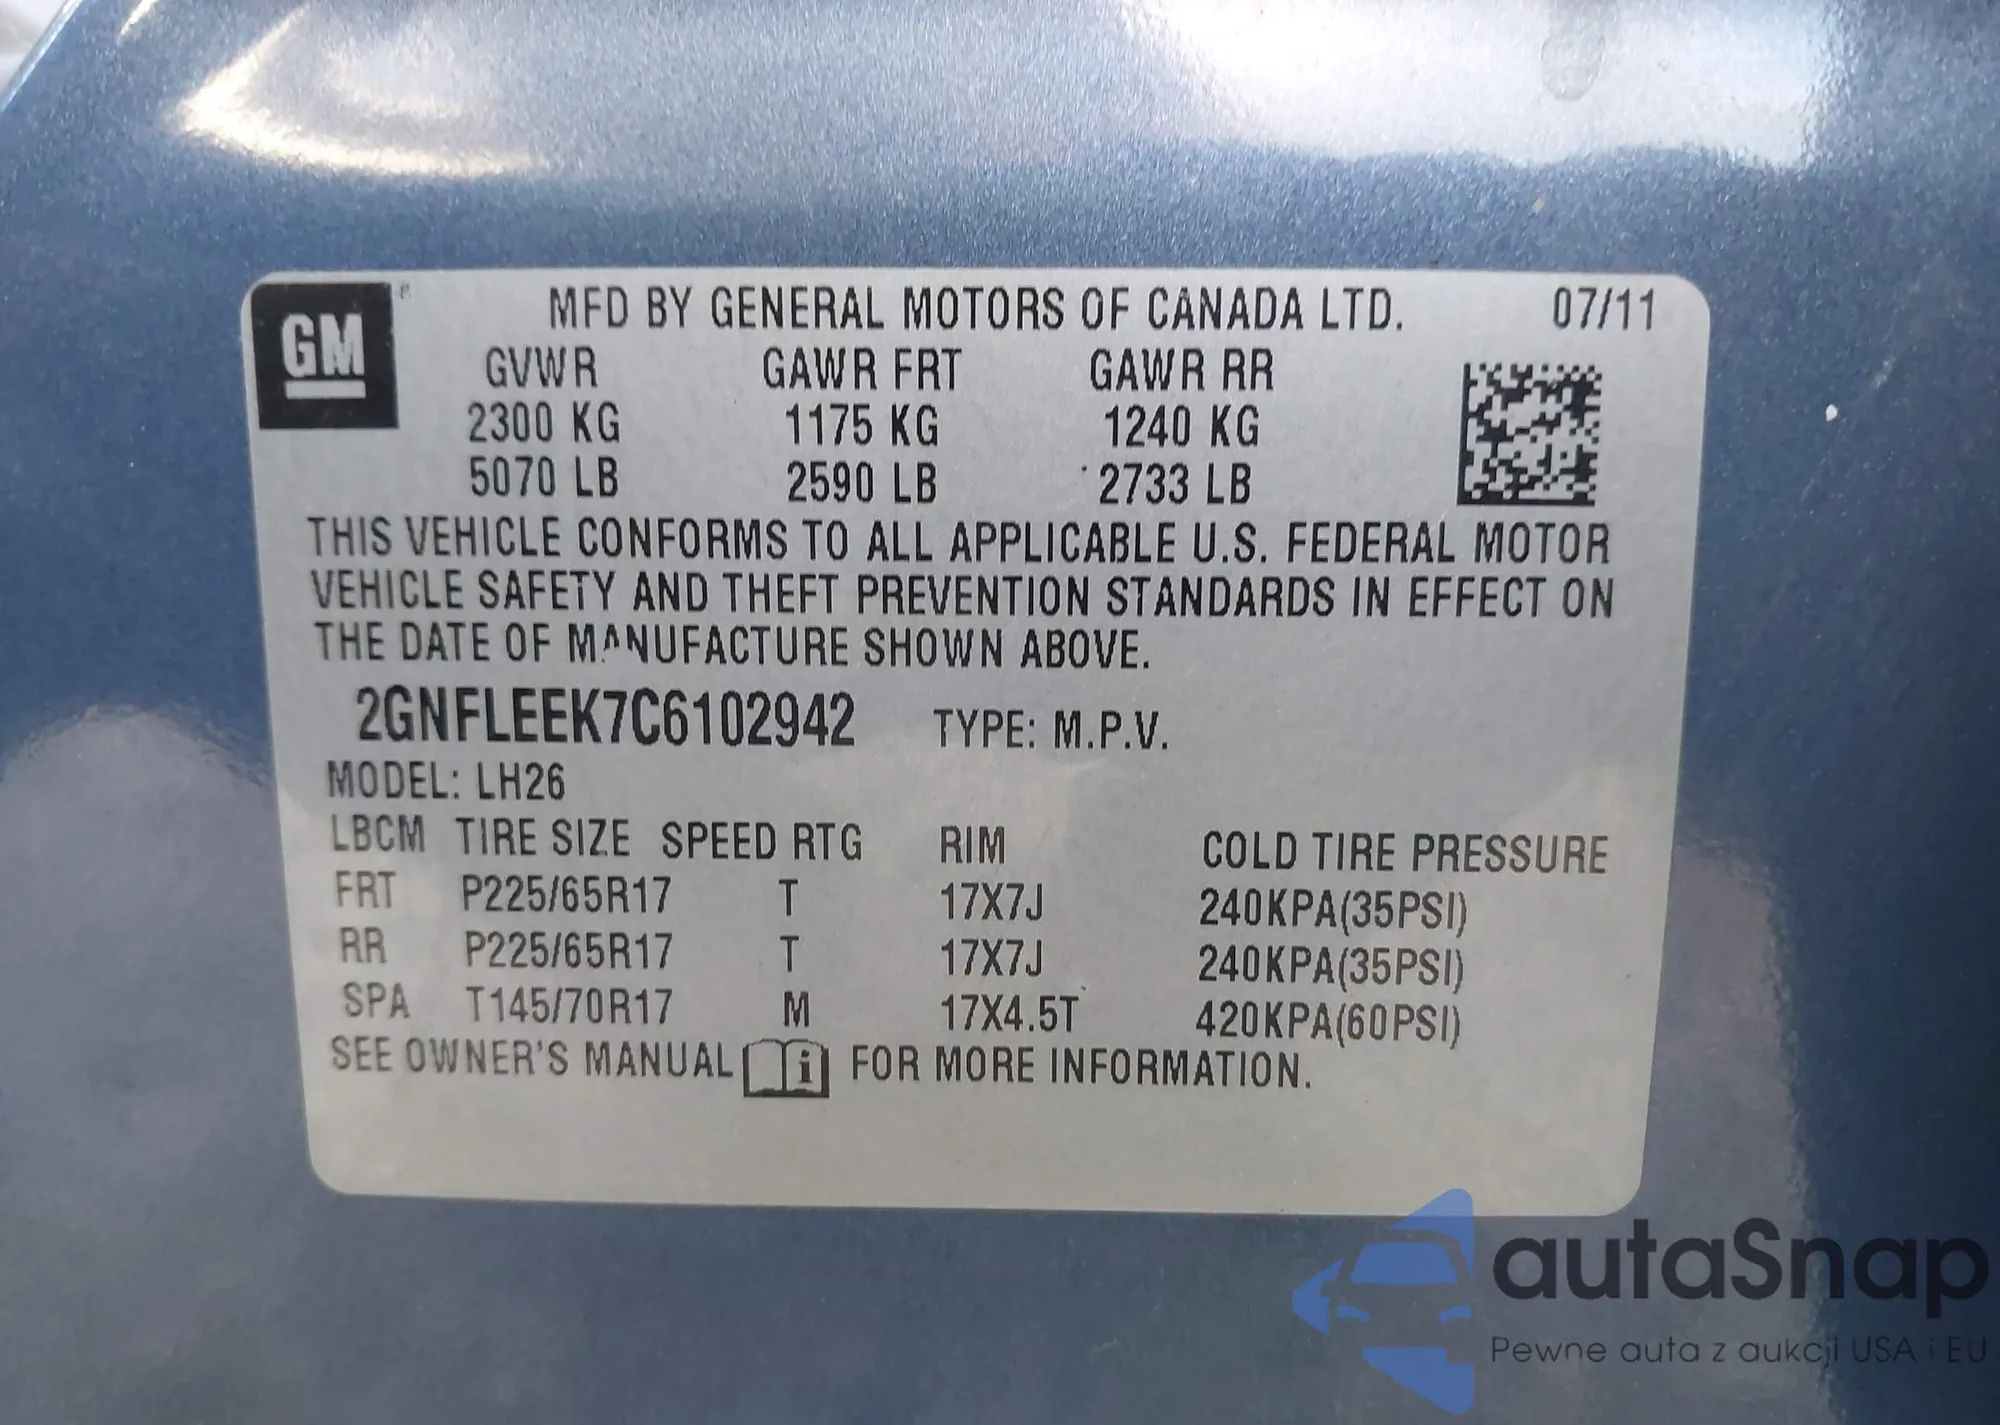 GM
MFD BY GENERAL MOTORS OF CANADA LTD. 07/11
GVWR GAWR FRT GAWR RR
2300 KG 1175 KG 1240 KG
5070 LB 2590 LB 2733 LB
THIS VEHICLE CONFORMS TO ALL APPLICABLE U.S. FEDERAL MOTOR
VEHICLE SAFETY AND THEFT PREVENTION STANDARDS IN EFFECT ON
THE DATE OF MANUFACTURE SHOWN ABOVE.
2GNFLEEK7C6102942 TYPE: M.P.V.
MODEL: LH26
LBCM TIRE SIZE SPEED RTG RIM COLD TIRE PRESSURE
FRT P225/65R17 T 17X7J 240KPA(35PSI)
RR P225/65R17 T 17X7J 240KPA(35PSI)
SPA T145/70R17 M 17X4.5T 420KPA(60PSI)
SEE OWNER'S MANUAL i FOR MORE INFORMATION.
autaSnap
Pewne auta z aukcji USA i EU